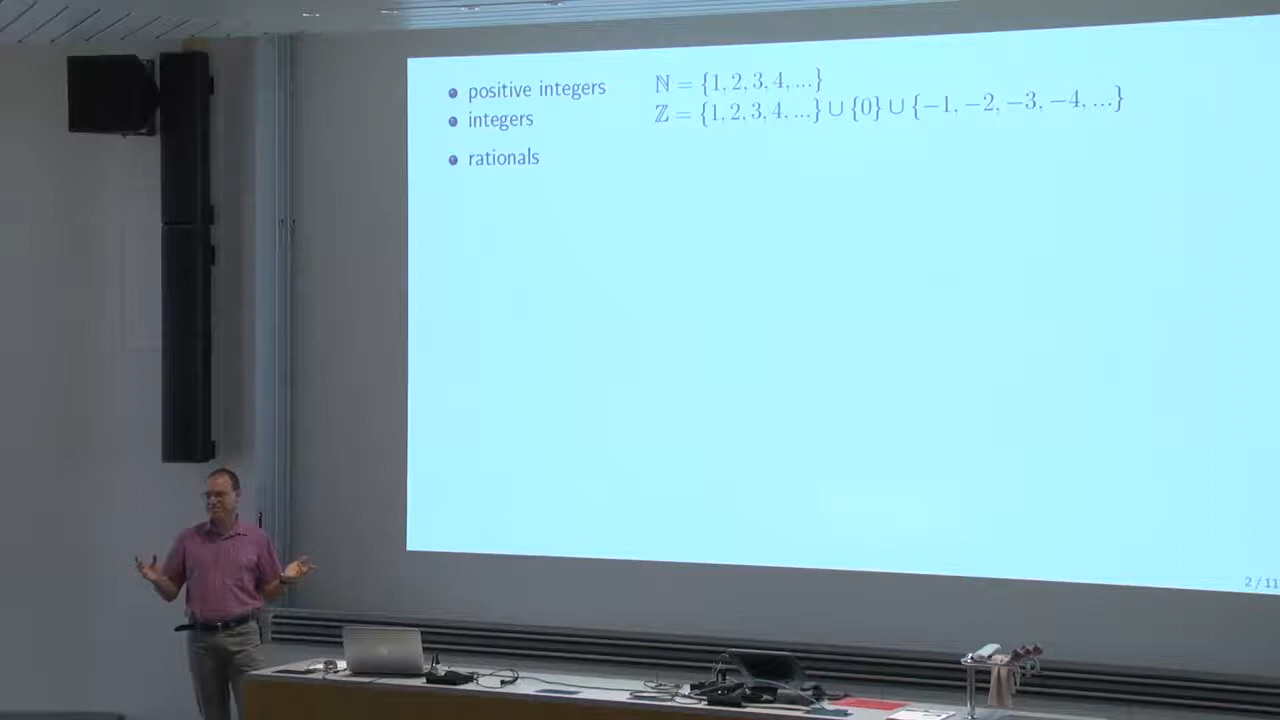 • positive integers ℕ = {1, 2, 3, 4, ...}
• integers ℤ = {1, 2, 3, 4, ...} ∪ {0} ∪ {−1, −2, −3, −4, ...}
• rationals
2 / 11